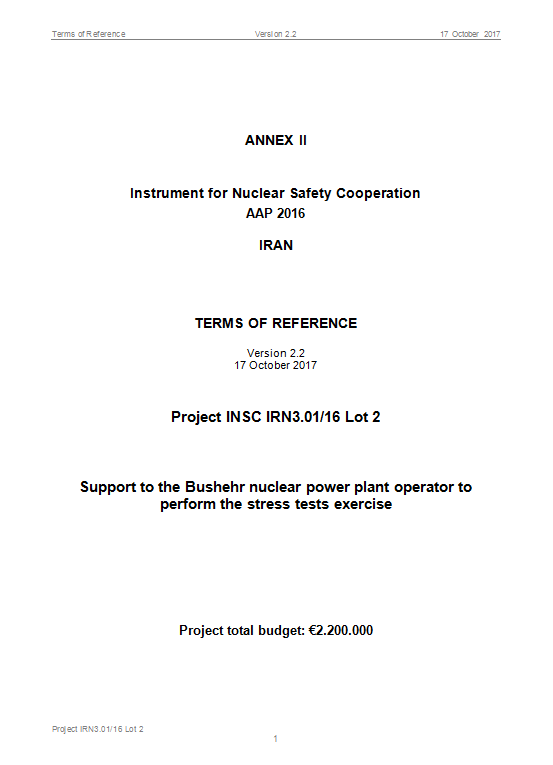 Terms of Reference Version 2.2 17 October 2017
ANNEX II
Instrument for Nuclear Safety Cooperation
AAP 2016
IRAN
TERMS OF REFERENCE
Version 2.2
17 October 2017
Project INSC IRN3.01/16 Lot 2
Support to the Bushehr nuclear power plant operator to
perform the stress tests exercise
Project total budget: €2.200.000
Project IRN3.01/16 Lot 2
1